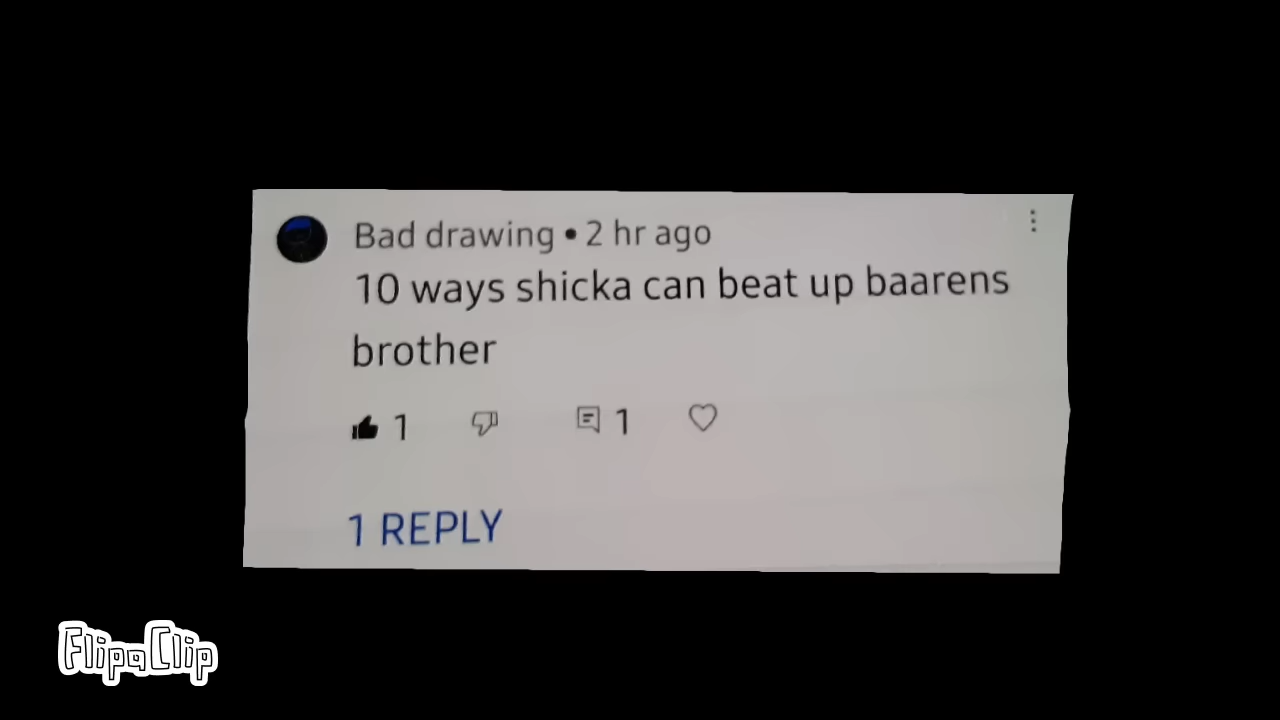 Bad drawing • 2 hr ago
10 ways shicka can beat up baarens
brother
1 1
1 REPLY
FlipaClip